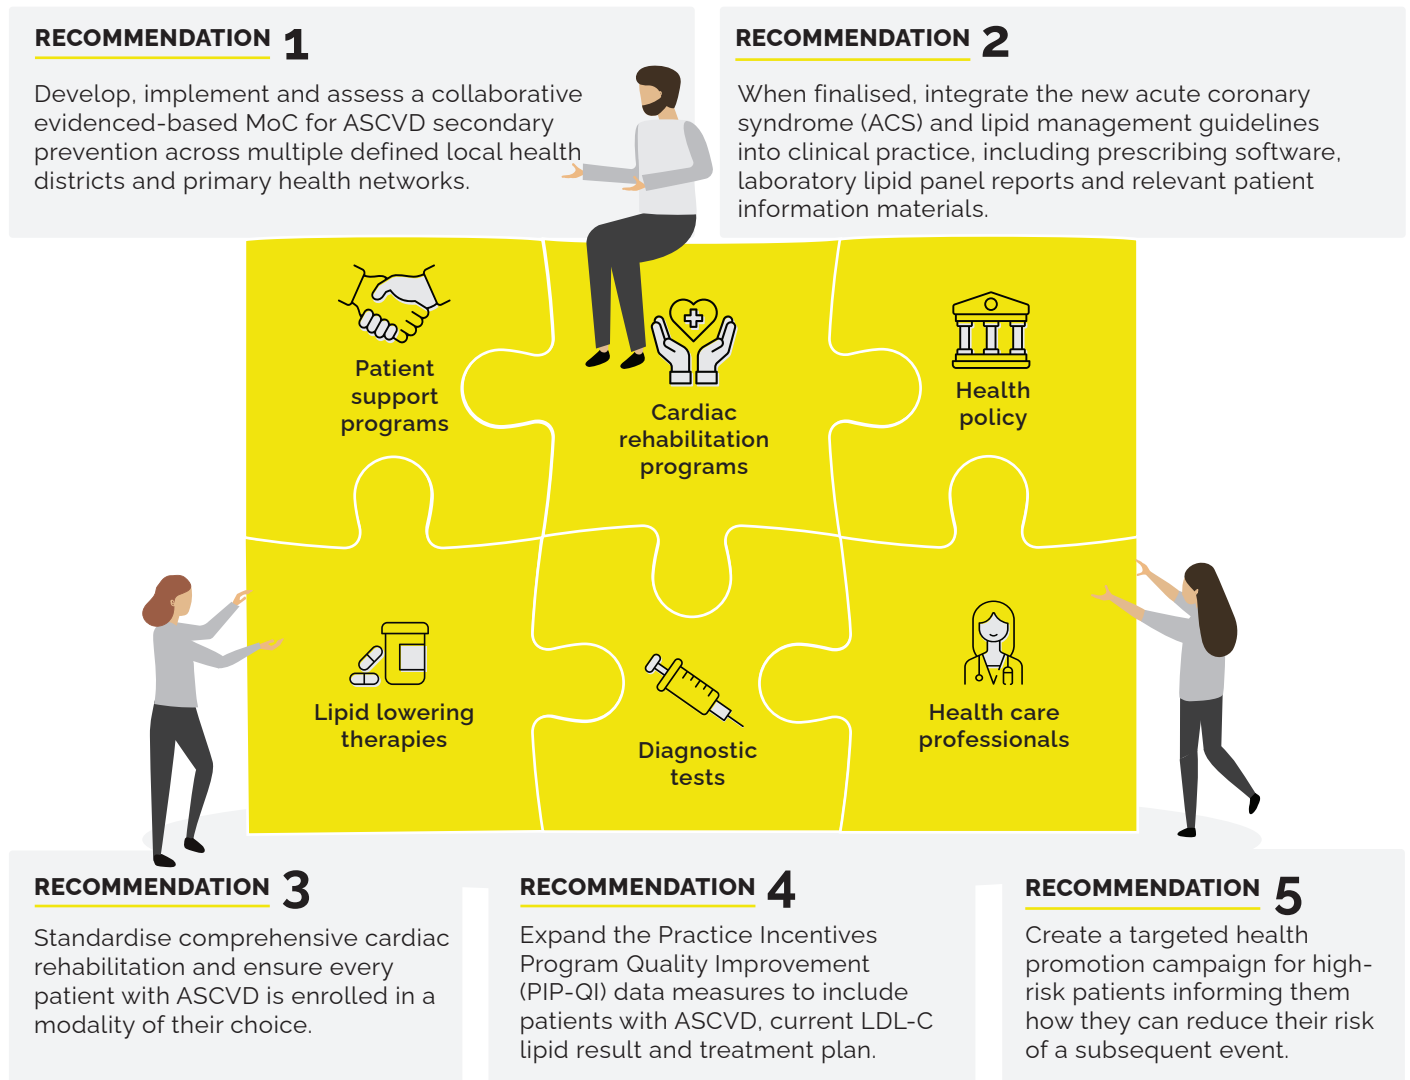 RECOMMENDATION 1
Develop, implement and assess a collaborative
evidenced-based MoC for ASCVD secondary
prevention across multiple defined local health
districts and primary health networks.
RECOMMENDATION 2
When finalised, integrate the new acute coronary
syndrome (ACS) and lipid management guidelines
into clinical practice, including prescribing software,
laboratory lipid panel reports and relevant patient
information materials.
Patient
support
programs
Cardiac
rehabilitation
programs
Health
policy
Lipid lowering
therapies
Diagnostic
tests
Health care
professionals
RECOMMENDATION 3
Standardise comprehensive cardiac
rehabilitation and ensure every
patient with ASCVD is enrolled in a
modality of their choice.
RECOMMENDATION 4
Expand the Practice Incentives
Program Quality Improvement
(PIP-QI) data measures to include
patients with ASCVD, current LDL-C
lipid result and treatment plan.
RECOMMENDATION 5
Create a targeted health
promotion campaign for high-
risk patients informing them
how they can reduce their risk
of a subsequent event.